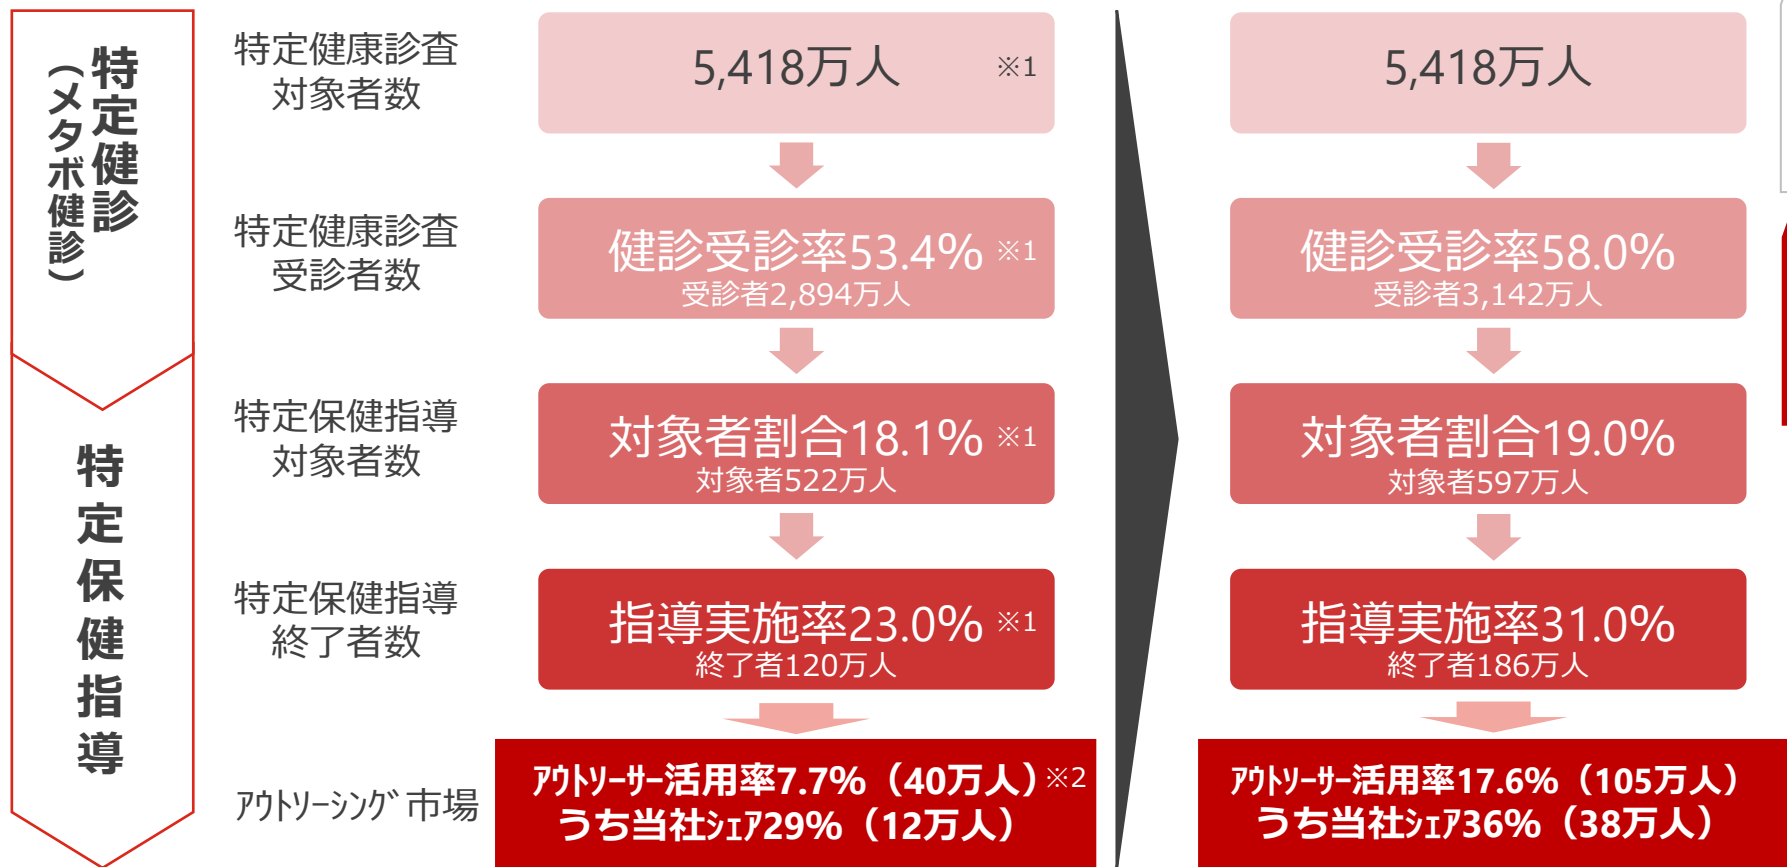 特定健診
（メタボ健診）
特定保健指導
特定健康診査
対象者数
5,418万人 ※1
5,418万人
特定健康診査
受診者数
健診受診率53.4% ※1
受診者2,894万人
健診受診率58.0%
受診者3,142万人
特定保健指導
対象者数
対象者割合18.1% ※1
対象者522万人
対象者割合19.0%
対象者597万人
特定保健指導
終了者数
指導実施率23.0% ※1
終了者120万人
指導実施率31.0%
終了者186万人
ｱｳﾄｿｰｼﾝｸﾞ市場
ｱｳﾄｿｰｻｰ活用率7.7%（40万人）※2
うち当社ｼｪｱ29%（12万人）
ｱｳﾄｿｰｻｰ活用率17.6%（105万人）
うち当社ｼｪｱ36%（38万人）